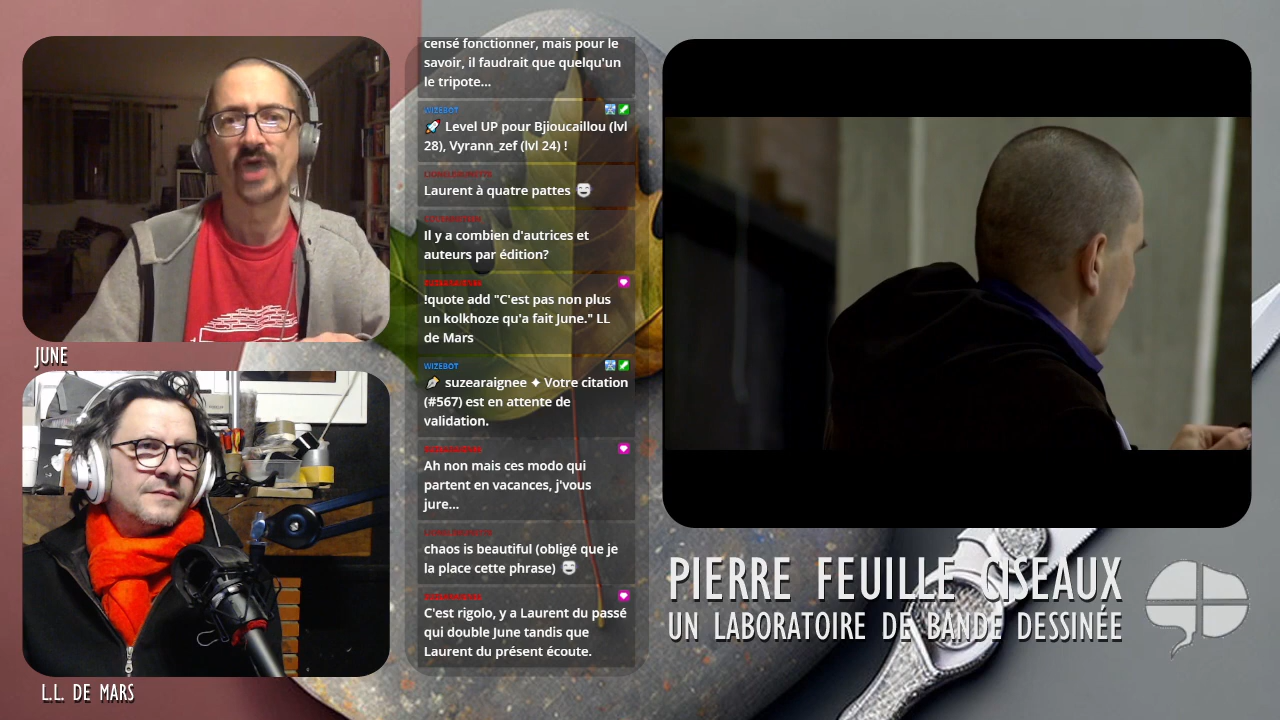 censé fonctionner, mais pour le
savoir, il faudrait que quelqu'un
le tripote...
WIZEBOT
Level UP pour Bjioucaillou (lvl
28), Vyrann_zef (lvl 24) !
Laurent à quatre pattes
Il y a combien d'autrices et
auteurs par édition?
!quote add "C'est pas non plus
un kolkhoze qu'a fait June." LL
de Mars
WIZEBOT
suzearaignee ✦ Votre citation
(#567) est en attente de
validation.
Ah non mais ces modo qui
partent en vacances, j'vous
jure...
chaos is beautiful (obligé que je
la place cette phrase)
C'est rigolo, y a Laurent du passé
qui double June tandis que
Laurent du présent écoute.
JUNE
L.L. DE MARS
PIERRE FEUILLE CISEAUX
UN LABORATOIRE DE BANDE DESSINÉE